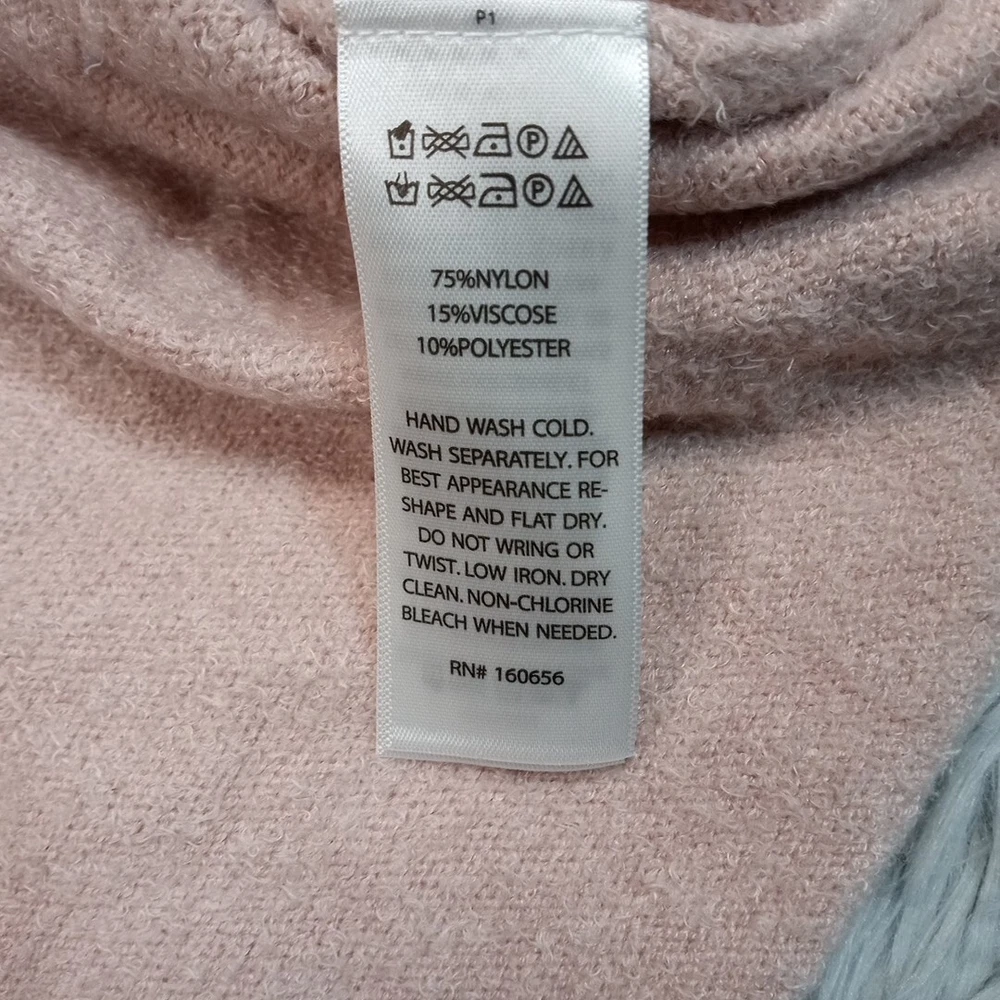 P1
75%NYLON
15%VISCOSE
10%POLYESTER
HAND WASH COLD.
WASH SEPARATELY. FOR
BEST APPEARANCE RE-
SHAPE AND FLAT DRY.
DO NOT WRING OR
TWIST. LOW IRON. DRY
CLEAN. NON-CHLORINE
BLEACH WHEN NEEDED.
RN# 160656